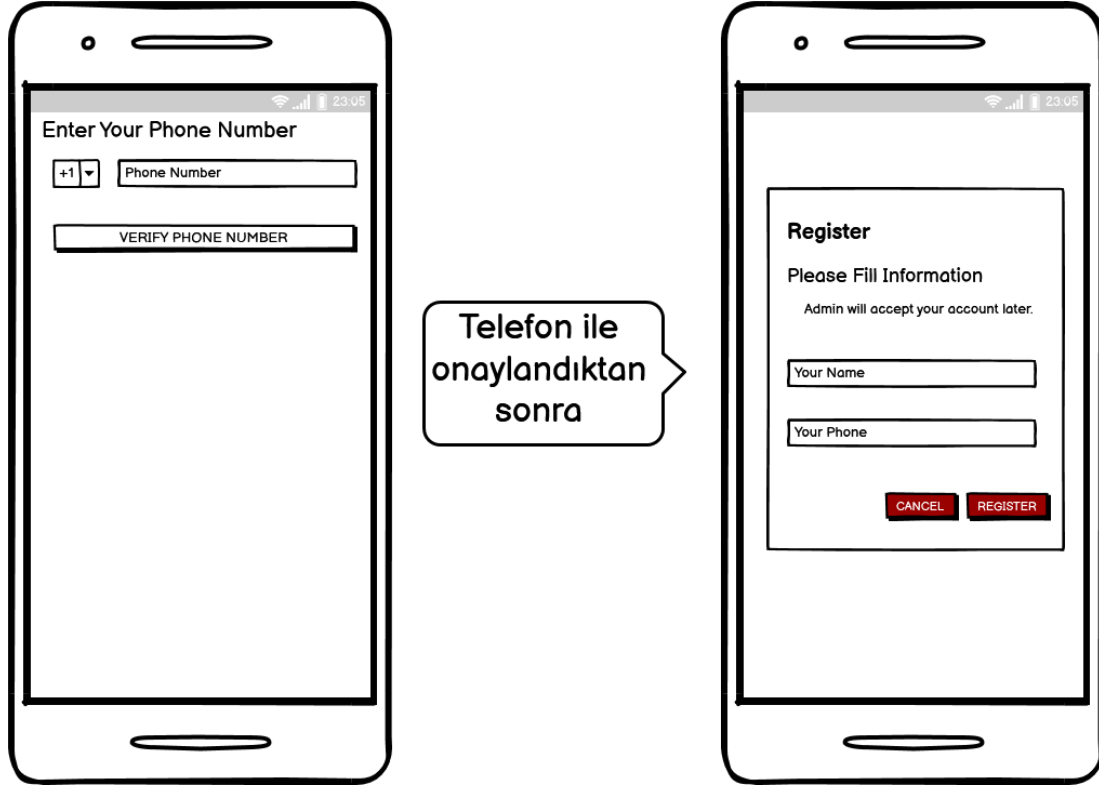 23:05
Enter Your Phone Number
+1
Phone Number
VERIFY PHONE NUMBER
Telefon ile
onaylandıktan
sonra
23:05
Register
Please Fill Information
Admin will accept your account later.
Your Name
Your Phone
CANCEL
REGISTER